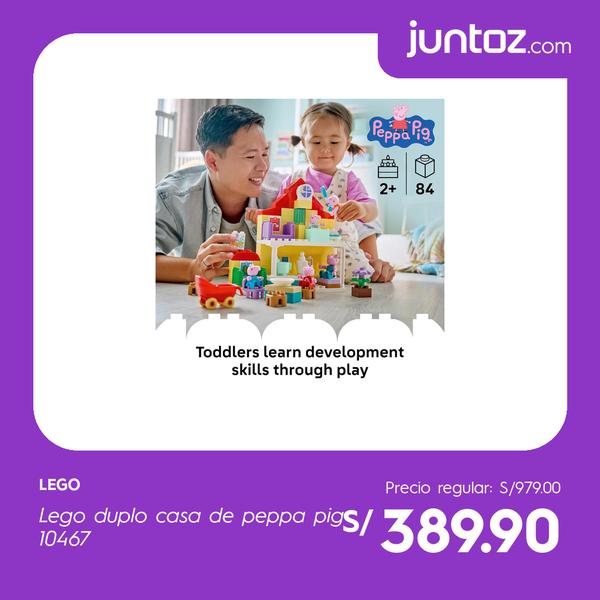 juntoz.com
Peppa Pig
2+
84
Toddlers learn development
skills through play
LEGO
Precio regular: S/979.00
Lego duplo casa de peppa pig
10467
S/ 389.90